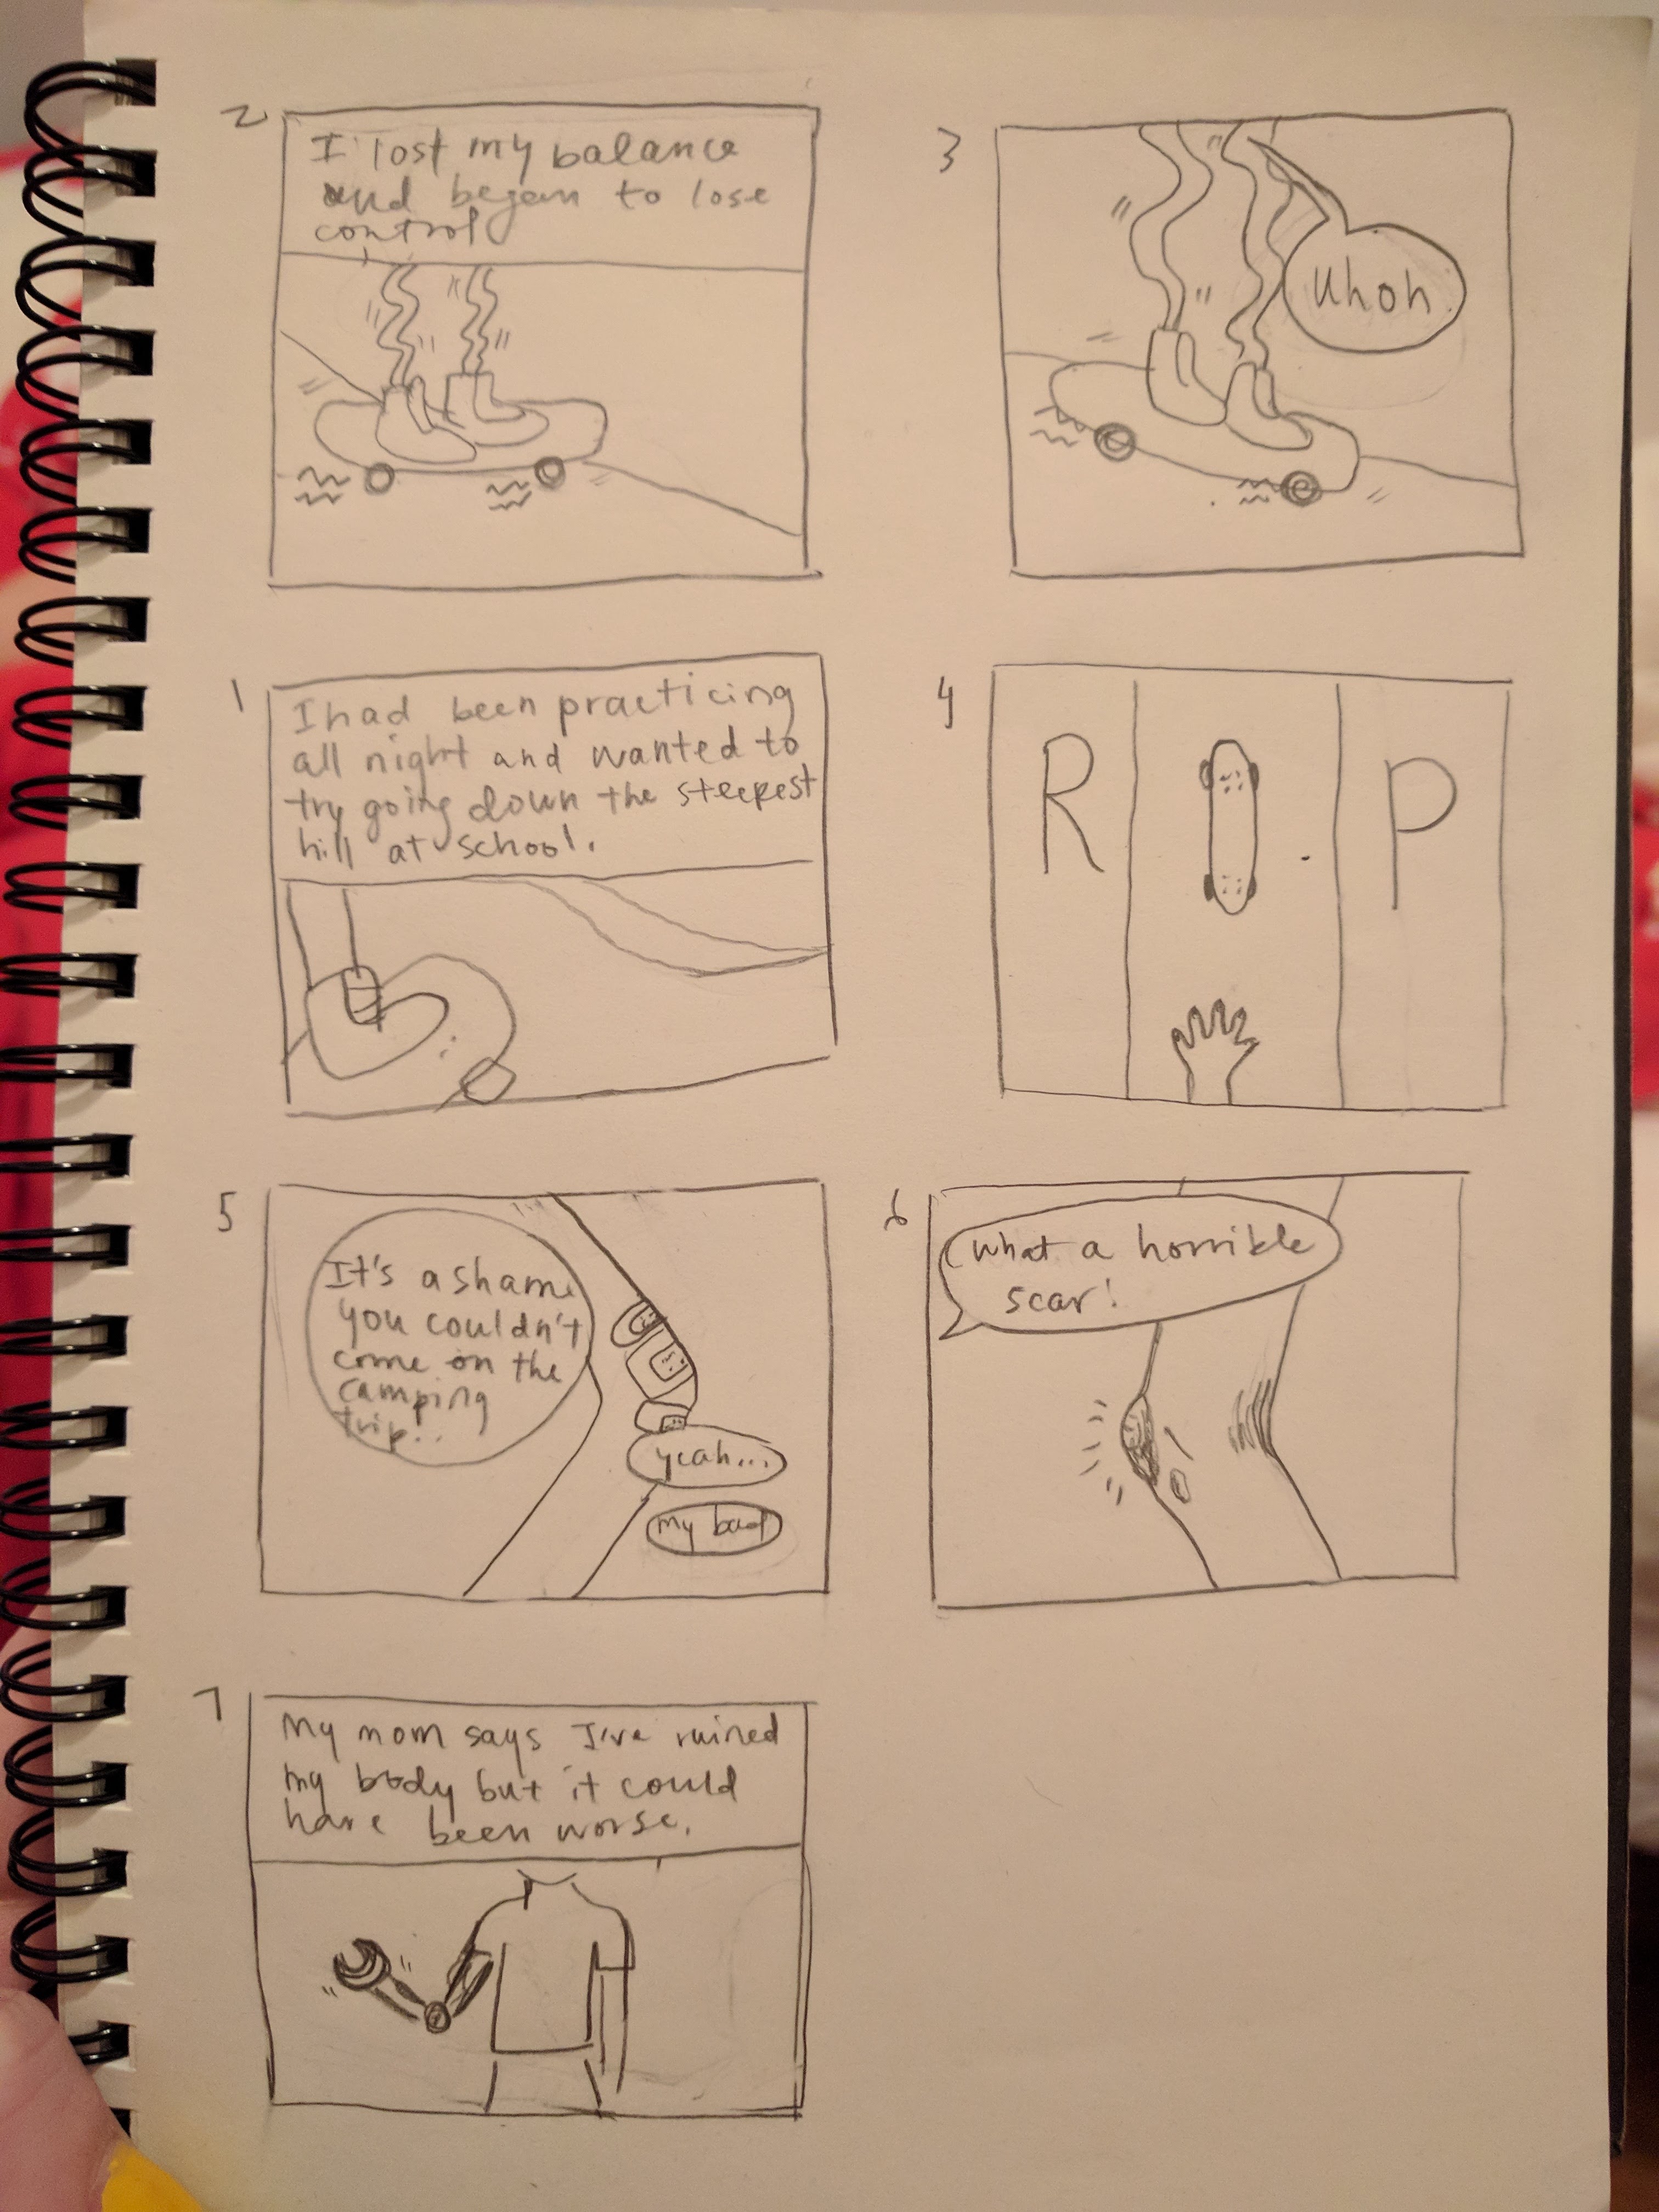 2
I lost my balance
and began to lose
control
3
Uhoh
1
I had been practicing
all night and wanted to
try going down the steepest
hill at school.
4
R I P
5
It's a shame
you couldn't
come on the
camping
trip..
yeah...
my bad
6
What a horrible
scar!
7
My mom says I've ruined
my body but it could
have been worse.